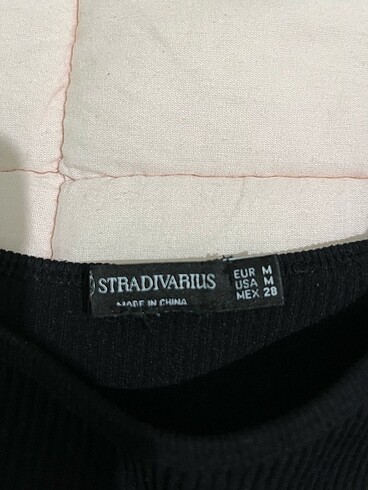 STRADIVARIUS
MADE IN CHINA
EUR M
USA M
MEX 28